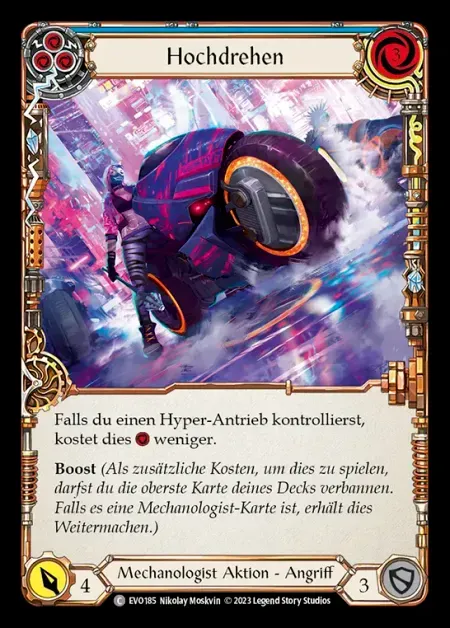 Hochdrehen
3
Falls du einen Hyper-Antrieb kontrollierst,
kostet dies weniger.
Boost (Als zusätzliche Kosten, um dies zu spielen,
darfst du die oberste Karte deines Decks verbannen.
Falls es eine Mechanologist-Karte ist, erhält dies
Weitermachen.)
4
Mechanologist Aktion - Angriff
3
C EVO185 Nikolay Moskvin © 2023 Legend Story Studios